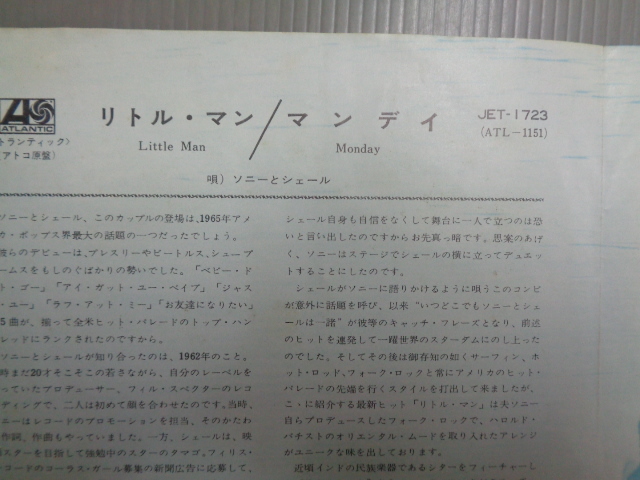 ATLANTIC
トランティック〉
アトコ原盤〉
リトル・マン／マンデイ
Little Man
Monday
JET-1723
(ATL-1151)
唄）ソニーとシェール
ソニーとシェール、このカップルの登場は、1965年アメ
カ・ポップス界最大の話題の一つだったでしょう。
彼らのデビューは、プレスリーやビートルズ、シュープ
ームスをもしのぐばかりの勢いでした。「ベビー・ド
ト・ゴー」「アイ・ガット・ユー・ベイブ」「ジャス
・ユー」「ラフ・アット・ミー」「お友達になりたい」
5曲が、揃って全米ヒット・パレードのトップ・ハン
レッドにランクされたのですから。
ソニーとシェールが知り合ったのは、1962年のこと。
時まだ20才そこそこの若さながら、自分のレーベルを
っていたプロデューサー、フィル・スペクターのレコ
ディングで、二人は初めて顔を合わせたのです。当時、
ニーはレコードのプロモーションを担当、そのかたわ
作詞、作曲もやっていました。一方、シェールは、映
スターを目指して強勉中のスターのタマゴ。フィリス・
コードのコーラス・ガール募集の新聞広告に応募して、
シェール自身も自信をなくして舞台に一人で立つのは恐
いと言い出したのですからお先真っ暗です。思案のあげ
く、ソニーはステージでシェールの横に立ってデュエッ
トすることにしたのです。
シェールがソニーに語りかけるように唄うこのコンビ
が意外に話題を呼び、以来“いつどこでもソニーとシェ
ールは一諸”が彼等のキャッチ・フレーズとなり、前述
のヒットを連発して一躍世界のスターダムにのし上った
のでした。そしてその後は御存知の如くサーフィン、ホ
ット・ロッド、フォーク・ロックと常にアメリカのヒット・
パレードの先端を行くスタイルを打出して来ましたが、
こゝに紹介する最新ヒット「リトル・マン」は夫ソニー
自らプロデュースしたフォーク・ロックで、ハロルド・
バチストのオリエンタル・ムードを取り入れたアレンジ
がユニークな味を出しております。
近頃インドの民族楽器であるシターをフィーチャーし